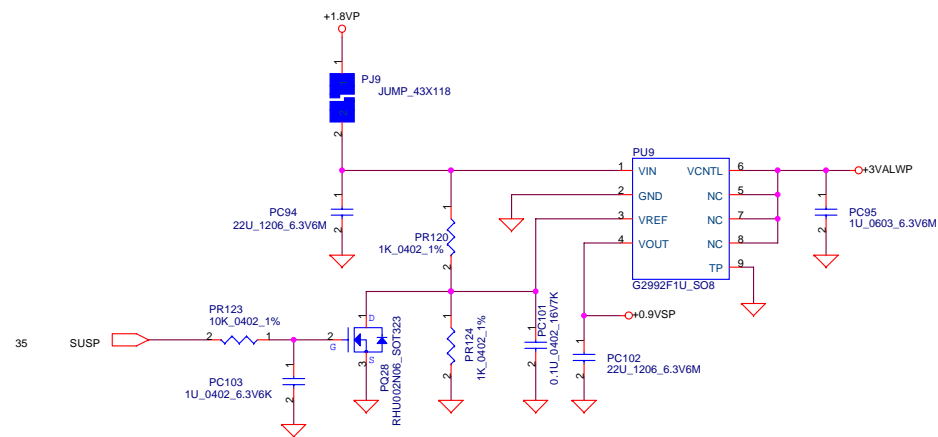 +1.8VP
1
PJ9
JUMP_43X118
2
PU9
1
VIN
VCNTL
6
+3VALWP
2
GND
NC
5
3
VREF
NC
7
4
VOUT
NC
8
TP
9
G2992F1U_SO8
1
PC94
22U_1206_6.3V6M
2
1
PR120
1K_0402_1%
2
1
PC95
1U_0603_6.3V6M
2
35
SUSP
PR123
10K_0402_1%
2
1
1
PC103
1U_0402_6.3V6K
2
1
D
2
G
S
3
PQ28
RHU002N06_SOT323
1
PR124
1K_0402_1%
2
1
PC101
0.1U_0402_16V7K
2
+0.9VSP
1
PC102
22U_1206_6.3V6M
2